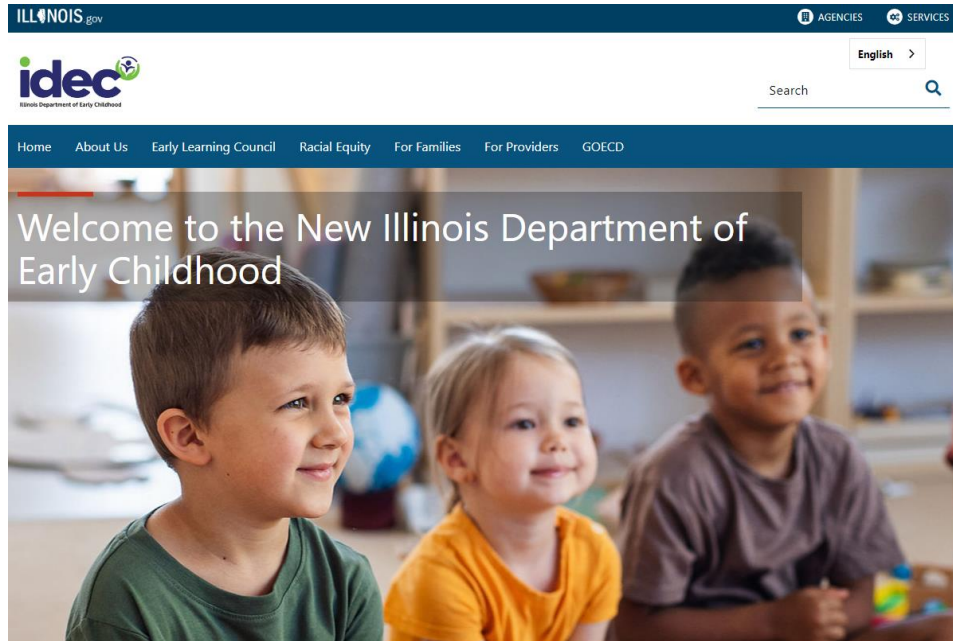 ILLINOIS.gov
AGENCIES SERVICES
English
idec
Illinois Department of Early Childhood
Search
Home About Us Early Learning Council Racial Equity For Families For Providers GOECD
Welcome to the New Illinois Department of
Early Childhood